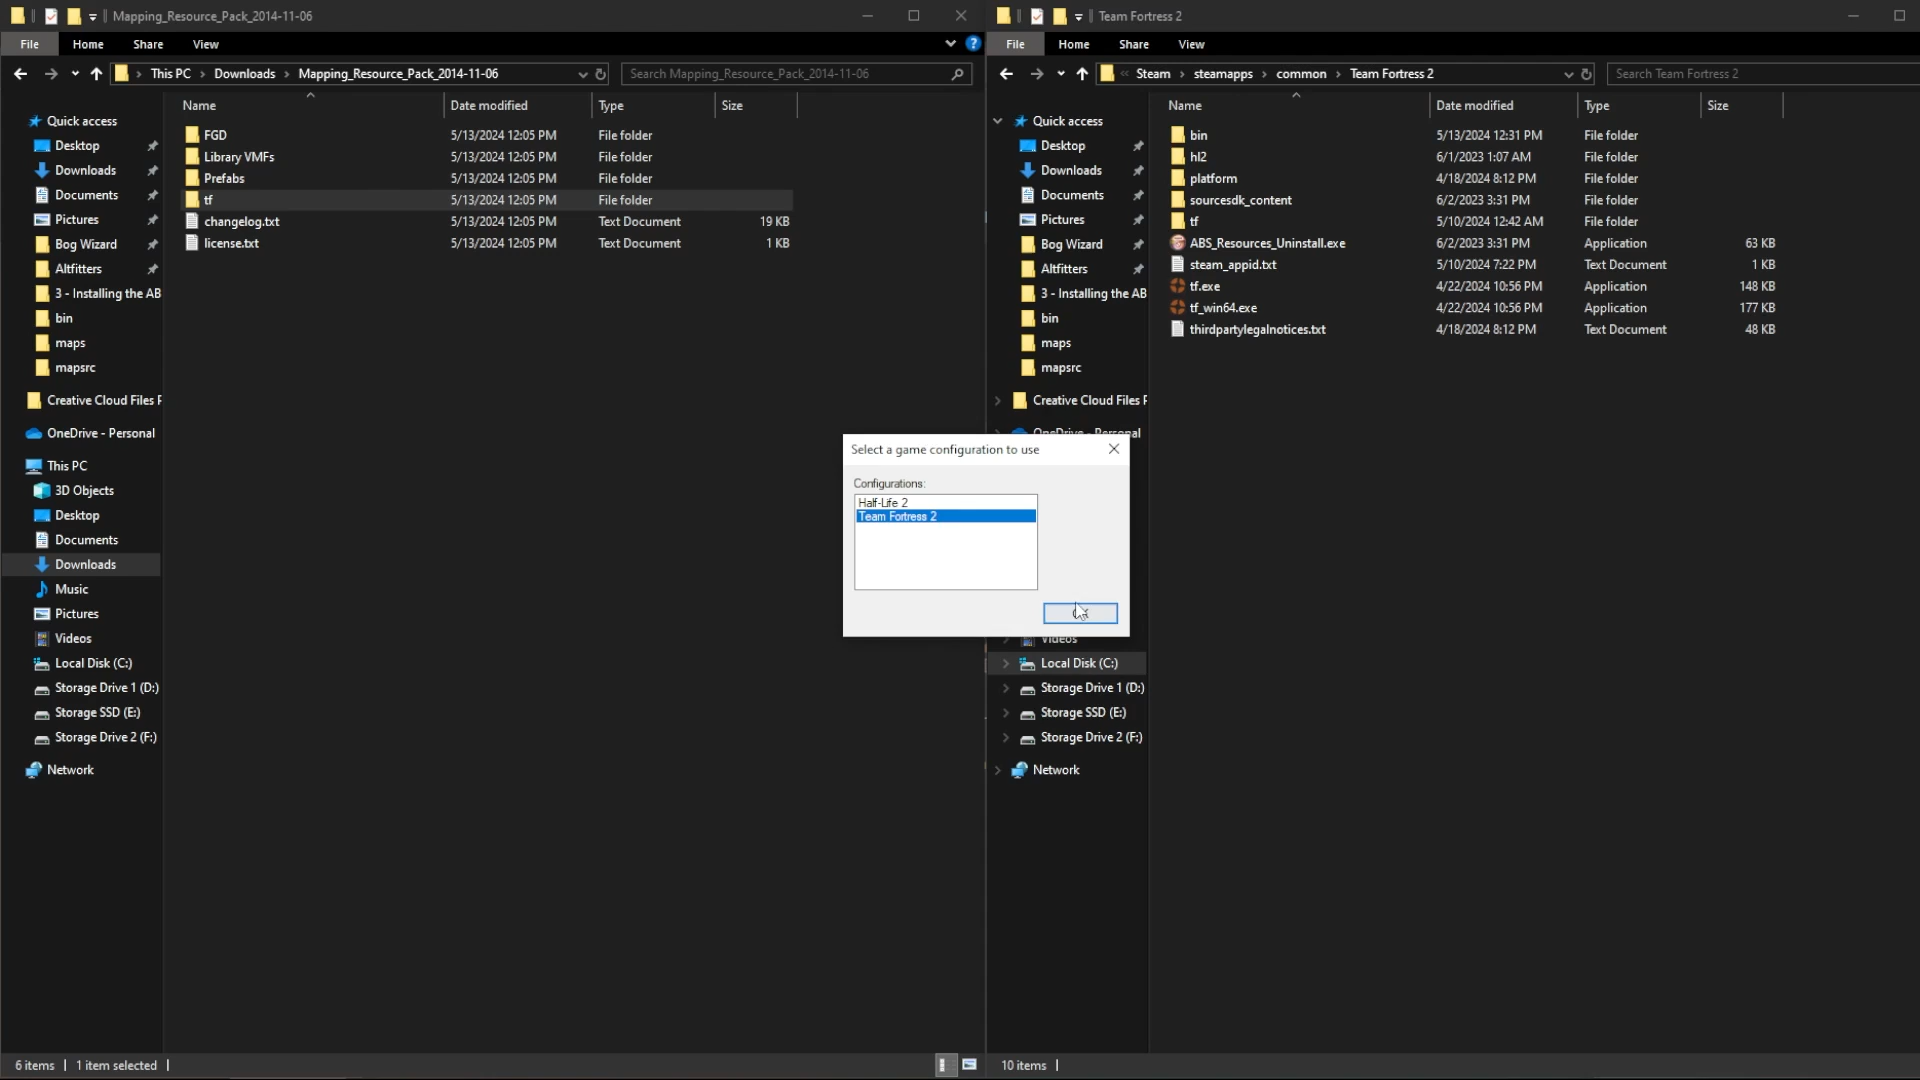 Mapping_Resource_Pack_2014-11-06
File Home Share View
This PC Downloads Mapping_Resource_Pack_2014-11-06 Search Mapping_Resource_Pack_2014-11-06
Name Date modified Type Size
Quick access
Desktop
Downloads
Documents
Pictures
Bog Wizard
Altfitters
3 - Installing the AB
bin
maps
mapsrc
Creative Cloud Files F
OneDrive - Personal
This PC
3D Objects
Desktop
Documents
Downloads
Music
Pictures
Videos
Local Disk (C:)
Storage Drive 1 (D:)
Storage SSD (E:)
Storage Drive 2 (F:)
Network
FGD 5/13/2024 12:05 PM File folder
Library VMFs 5/13/2024 12:05 PM File folder
Prefabs 5/13/2024 12:05 PM File folder
tf 5/13/2024 12:05 PM File folder
changelog.txt 5/13/2024 12:05 PM Text Document 19 KB
license.txt 5/13/2024 12:05 PM Text Document 1 KB
6 items 1 item selected
Team Fortress 2
File Home Share View
« Steam steamapps common Team Fortress 2 Search Team Fortress 2
Name Date modified Type Size
Quick access
Desktop
Downloads
Documents
Pictures
Bog Wizard
Altfitters
3 - Installing the AB
bin
maps
mapsrc
Creative Cloud Files F
OneDrive - Personal
Videos
Local Disk (C:)
Storage Drive 1 (D:)
Storage SSD (E:)
Storage Drive 2 (F:)
Network
bin 5/13/2024 12:31 PM File folder
hl2 6/1/2023 1:07 AM File folder
platform 4/18/2024 8:12 PM File folder
sourcesdk_content 6/2/2023 3:31 PM File folder
tf 5/10/2024 12:42 AM File folder
ABS_Resources_Uninstall.exe 6/2/2023 3:31 PM Application 63 KB
steam_appid.txt 5/10/2024 7:22 PM Text Document 1 KB
tf.exe 4/22/2024 10:56 PM Application 148 KB
tf_win64.exe 4/22/2024 10:56 PM Application 177 KB
thirdpartylegalnotices.txt 4/18/2024 8:12 PM Text Document 48 KB
10 items
Select a game configuration to use
Configurations:
Half-Life 2
Team Fortress 2